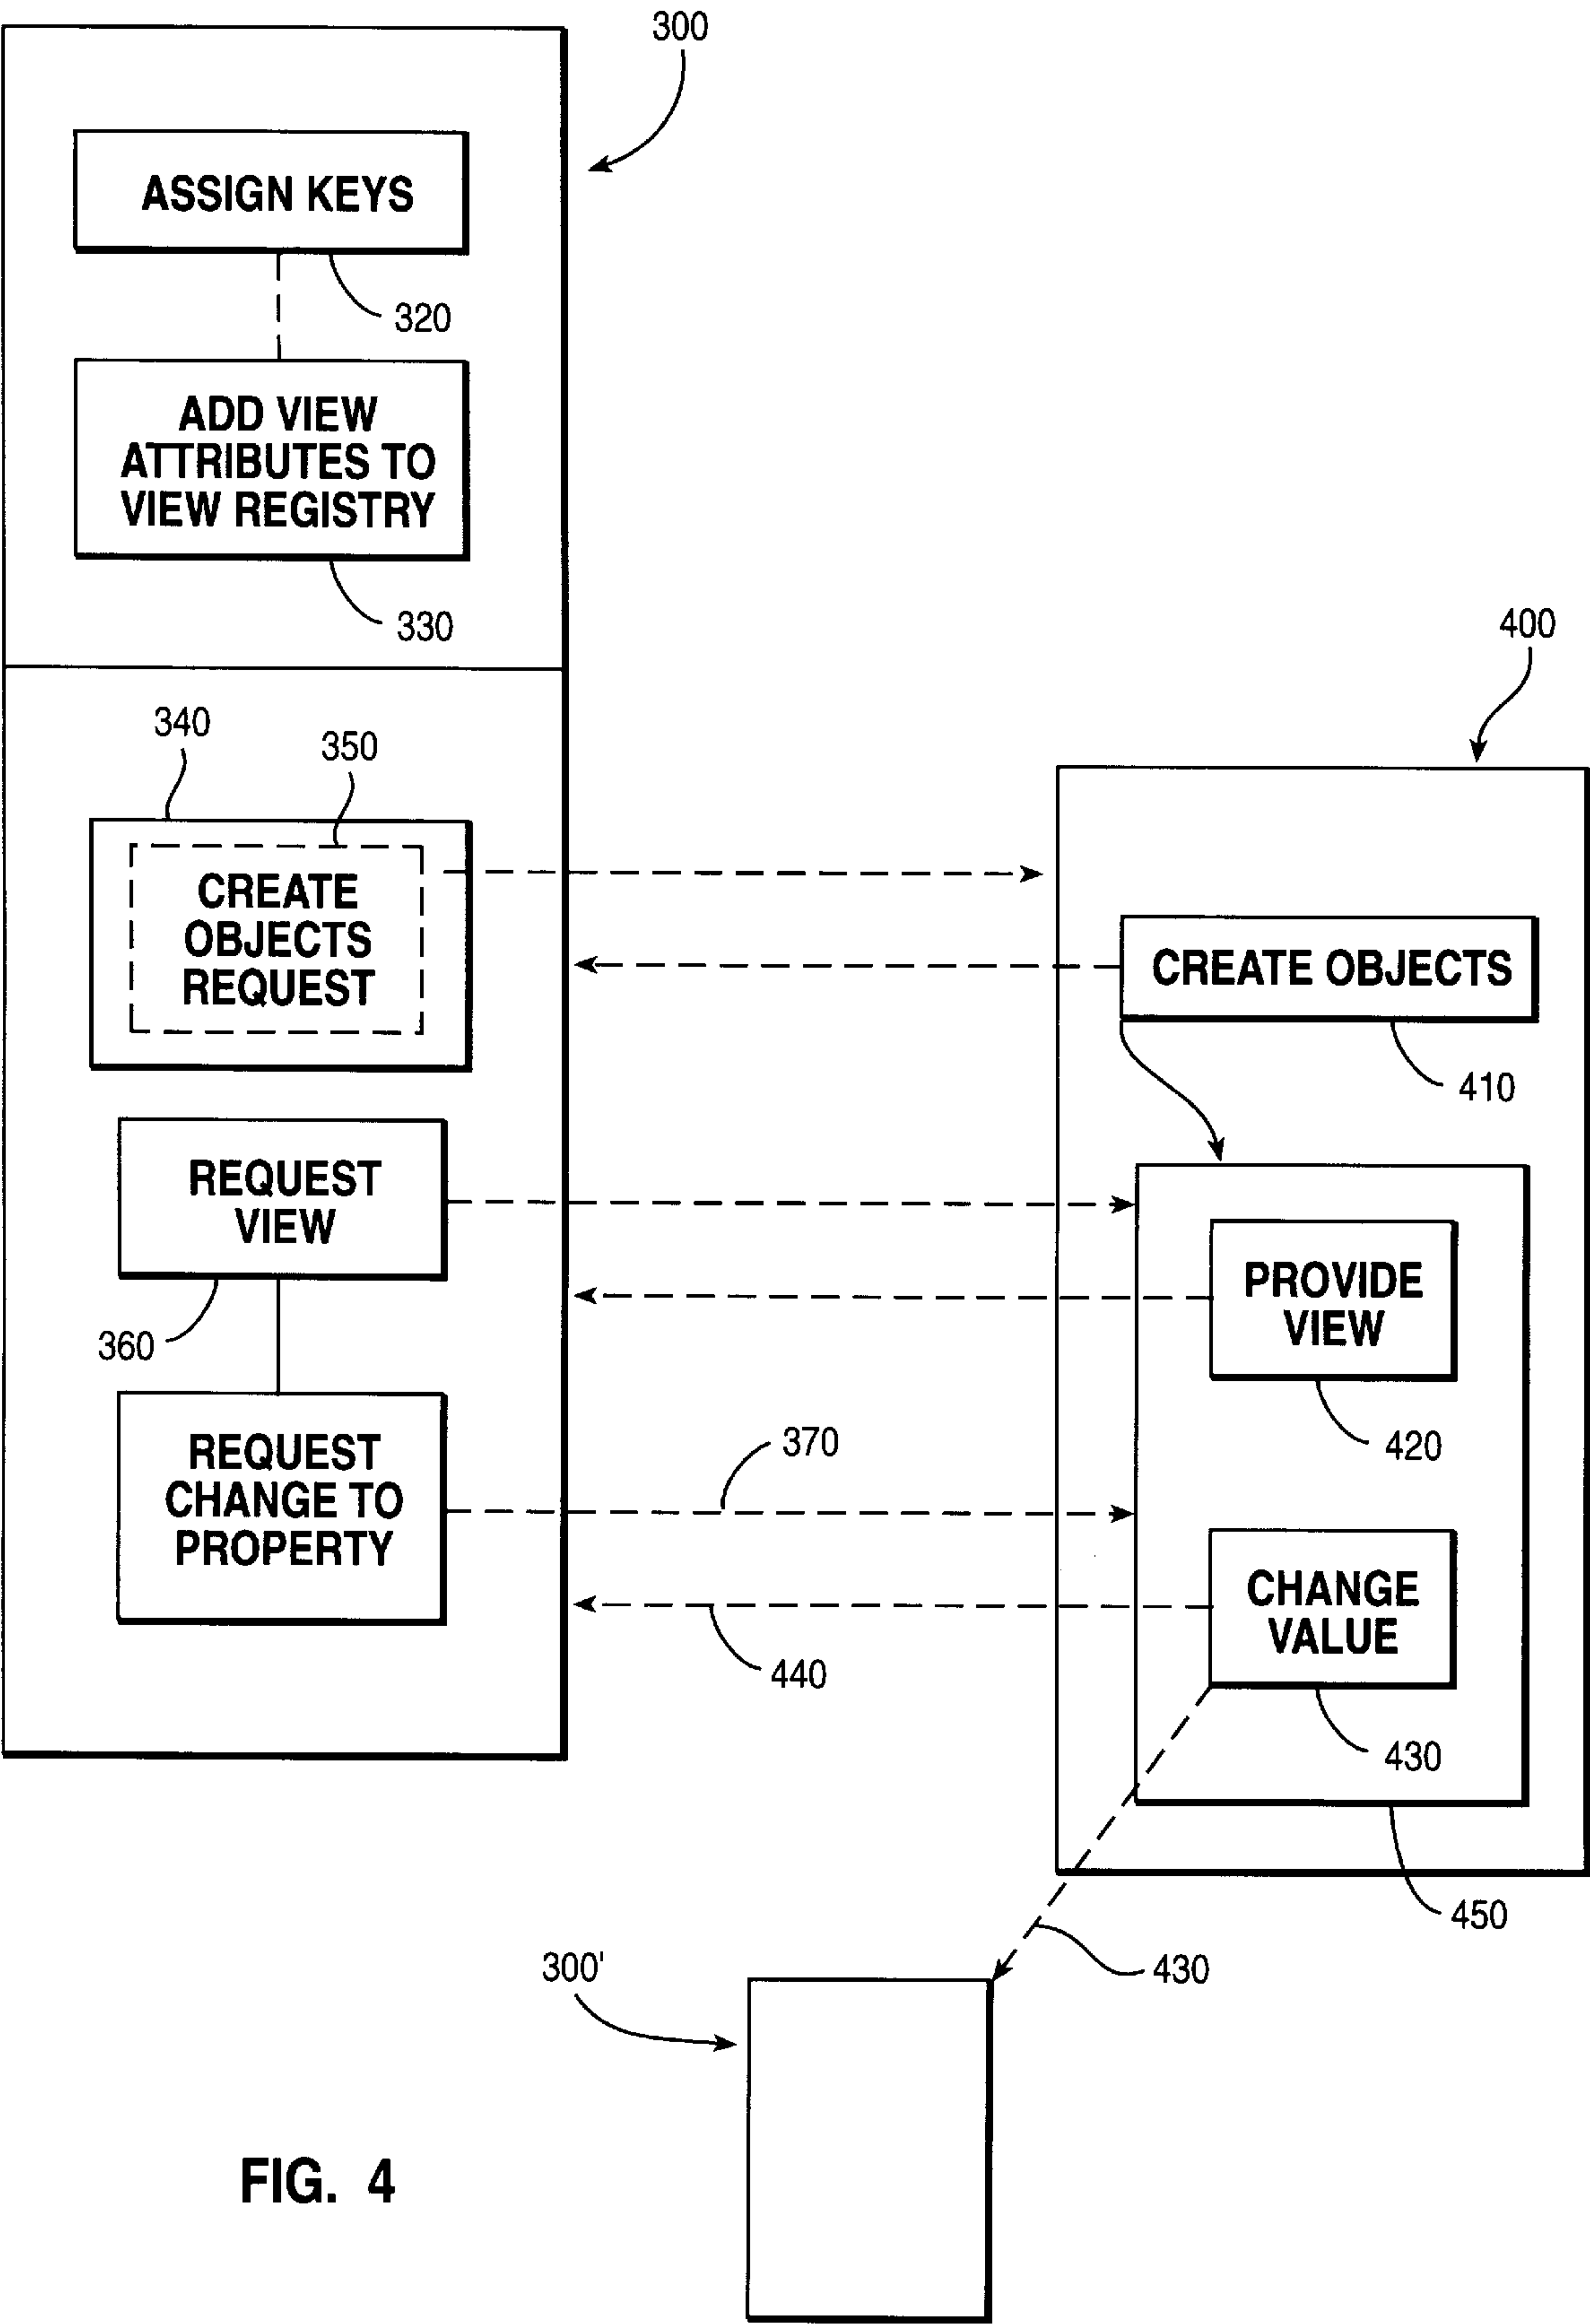 300
ASSIGN KEYS
320
ADD VIEW
ATTRIBUTES TO
VIEW REGISTRY
330
400
340
350
CREATE
OBJECTS
REQUEST
CREATE OBJECTS
410
REQUEST
VIEW
360
PROVIDE
VIEW
420
REQUEST
CHANGE TO
PROPERTY
370
CHANGE
VALUE
440
430
450
300'
430
FIG. 4